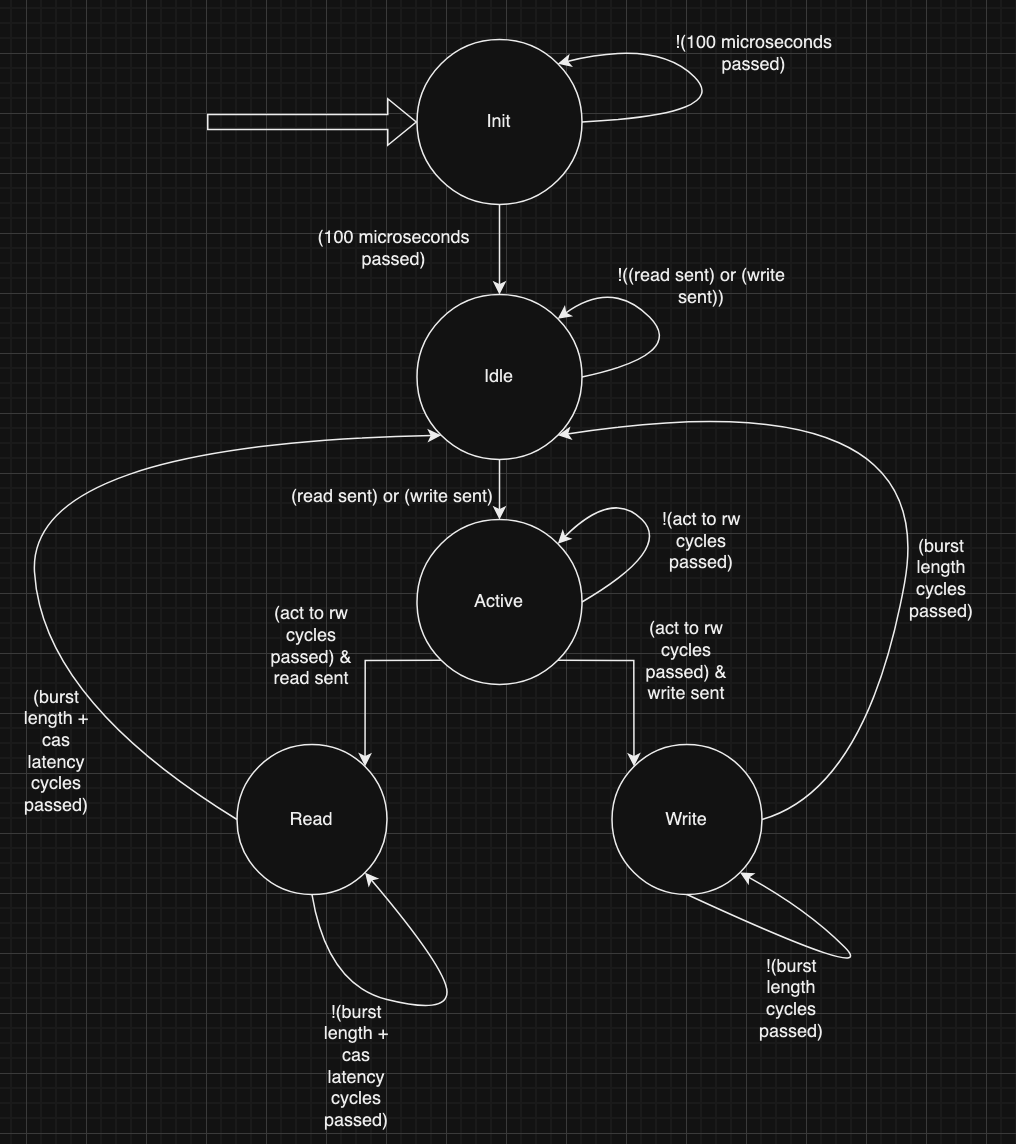 !(100 microseconds
passed)
Init
(100 microseconds
passed)
!((read sent) or (write
sent))
Idle
(read sent) or (write sent)
!(act to rw
cycles
passed)
(burst
length
cycles
passed)
Active
(act to rw
cycles
passed) &
read sent
(act to rw
cycles
passed) &
write sent
(burst
length +
cas
latency
cycles
passed)
Read
Write
!(burst
length
cycles
passed)
!(burst
length +
cas
latency
cycles
passed)